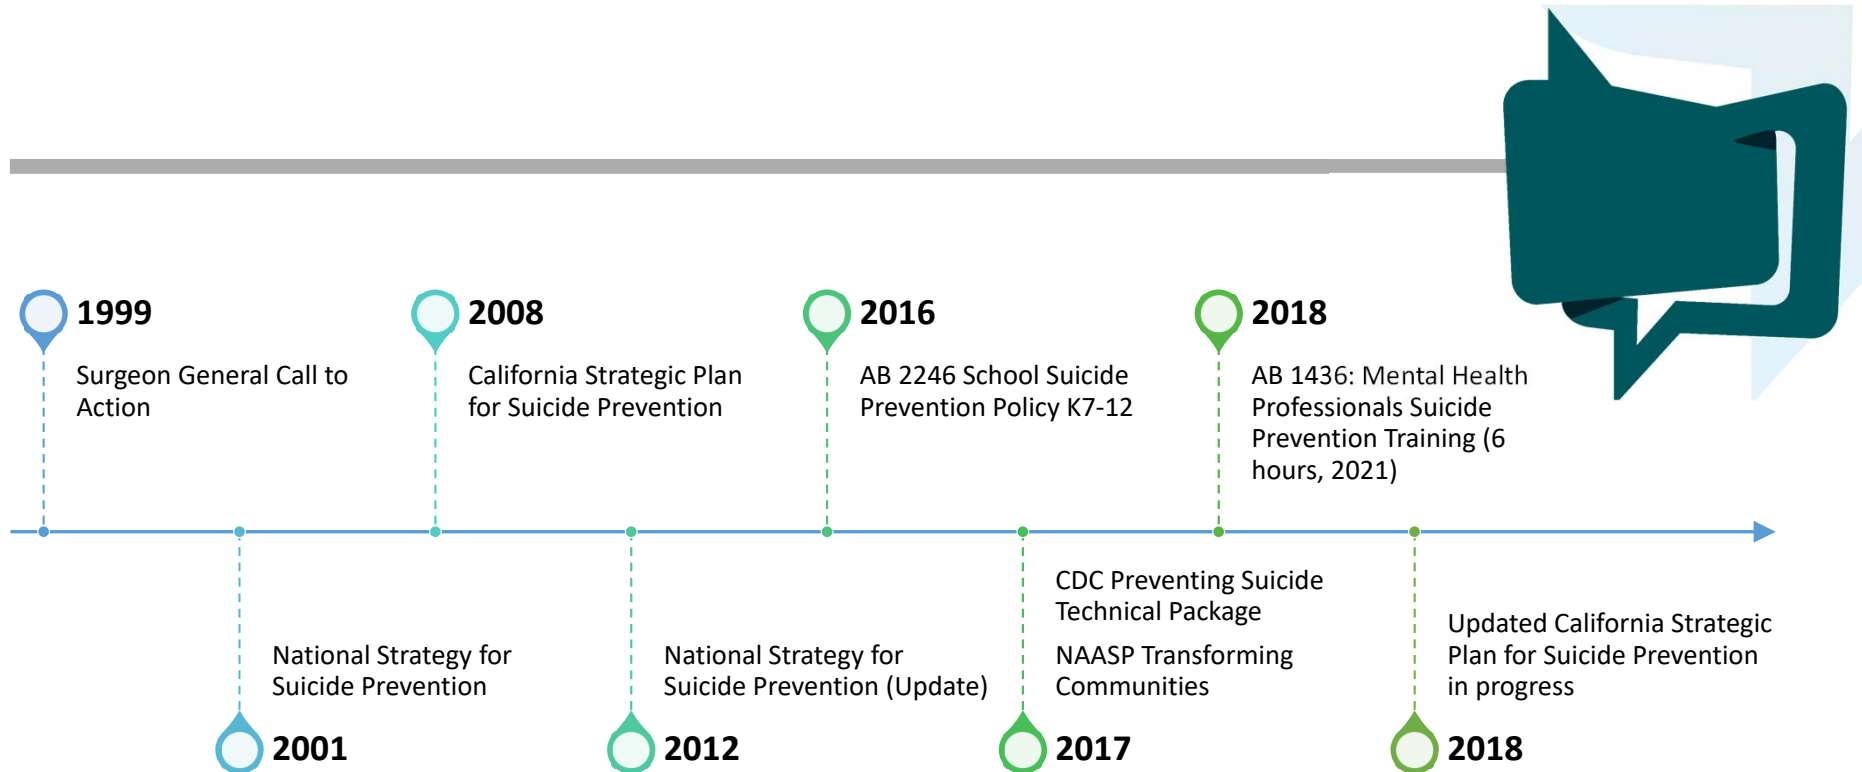 1999
Surgeon General Call to
Action
2008
California Strategic Plan
for Suicide Prevention
2016
AB 2246 School Suicide
Prevention Policy K7-12
2018
AB 1436: Mental Health
Professionals Suicide
Prevention Training (6
hours, 2021)
National Strategy for
Suicide Prevention
2001
National Strategy for
Suicide Prevention (Update)
2012
CDC Preventing Suicide
Technical Package
NAASP Transforming
Communities
2017
Updated California Strategic
Plan for Suicide Prevention
in progress
2018